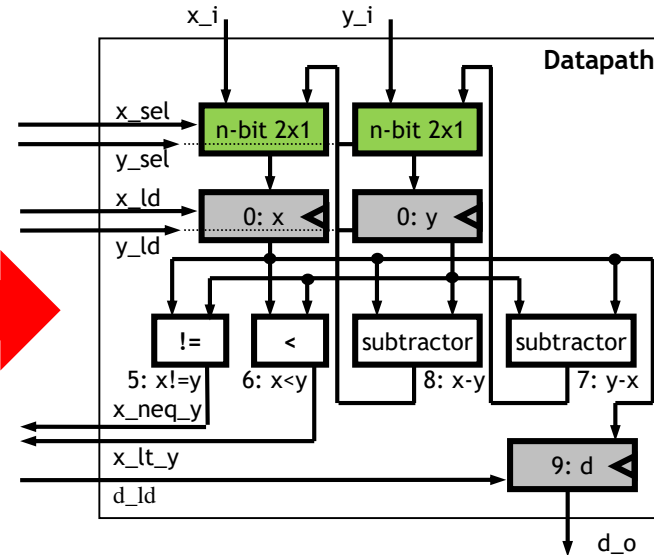 x_i
y_i
Datapath
x_sel
n-bit 2x1
n-bit 2x1
y_sel
x_ld
0: x
0: y
y_ld
!=
<
subtractor
subtractor
5: x!=y
6: x<y
8: x-y
7: y-x
x_neq_y
x_lt_y
9: d
d_ld
d_o